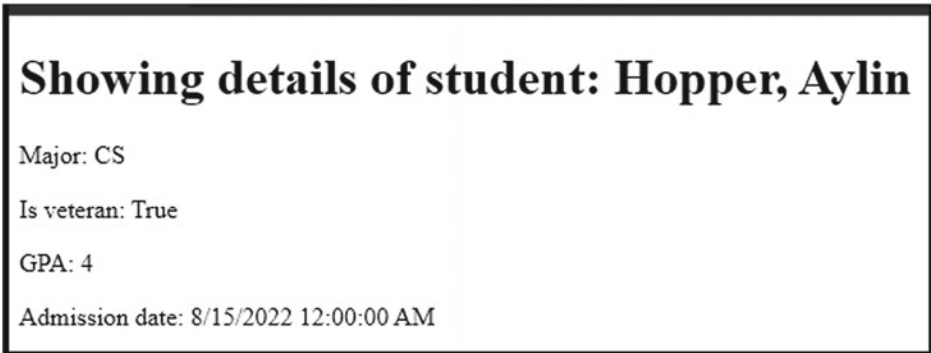 Showing details of student: Hopper, Aylin
Major: CS
Is veteran: True
GPA: 4
Admission date: 8/15/2022 12:00:00 AM